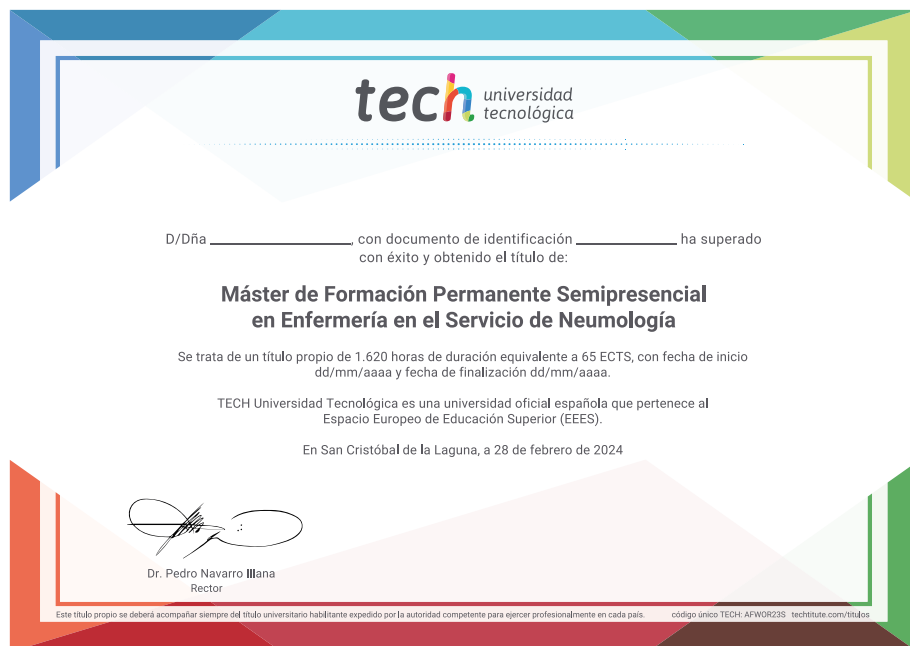 tech universidad
tecnológica
D/Dña ______________, con documento de identificación __________ ha superado
con éxito y obtenido el título de:
Máster de Formación Permanente Semipresencial
en Enfermería en el Servicio de Neumología
Se trata de un título propio de 1.620 horas de duración equivalente a 65 ECTS, con fecha de inicio
dd/mm/aaaa y fecha de finalización dd/mm/aaaa.
TECH Universidad Tecnológica es una universidad oficial española que pertenece al
Espacio Europeo de Educación Superior (EEES).
En San Cristóbal de la Laguna, a 28 de febrero de 2024
Dr. Pedro Navarro Illana
Rector
Este título propio se deberá acompañar siempre del título universitario habilitante expedido por la autoridad competente para ejercer profesionalmente en cada país. código único TECH: AFWOR23S techtitute.com/titulos